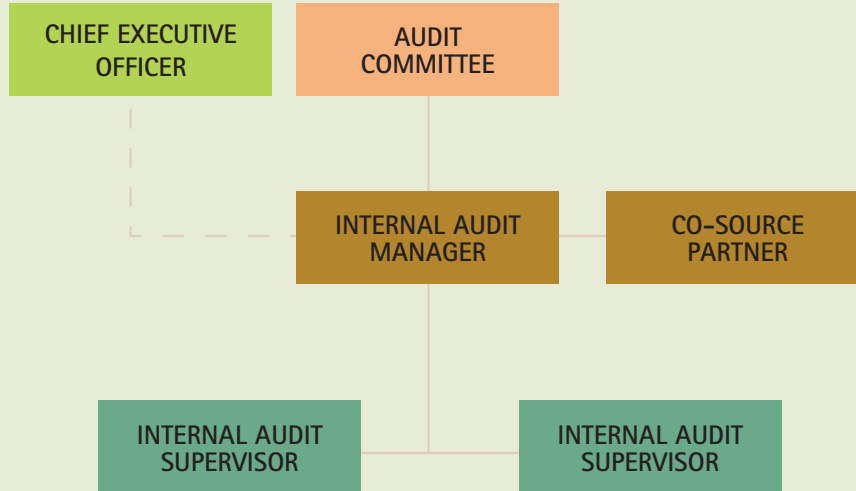 CHIEF EXECUTIVE
OFFICER
AUDIT
COMMITTEE
INTERNAL AUDIT
MANAGER
CO-SOURCE
PARTNER
INTERNAL AUDIT
SUPERVISOR
INTERNAL AUDIT
SUPERVISOR